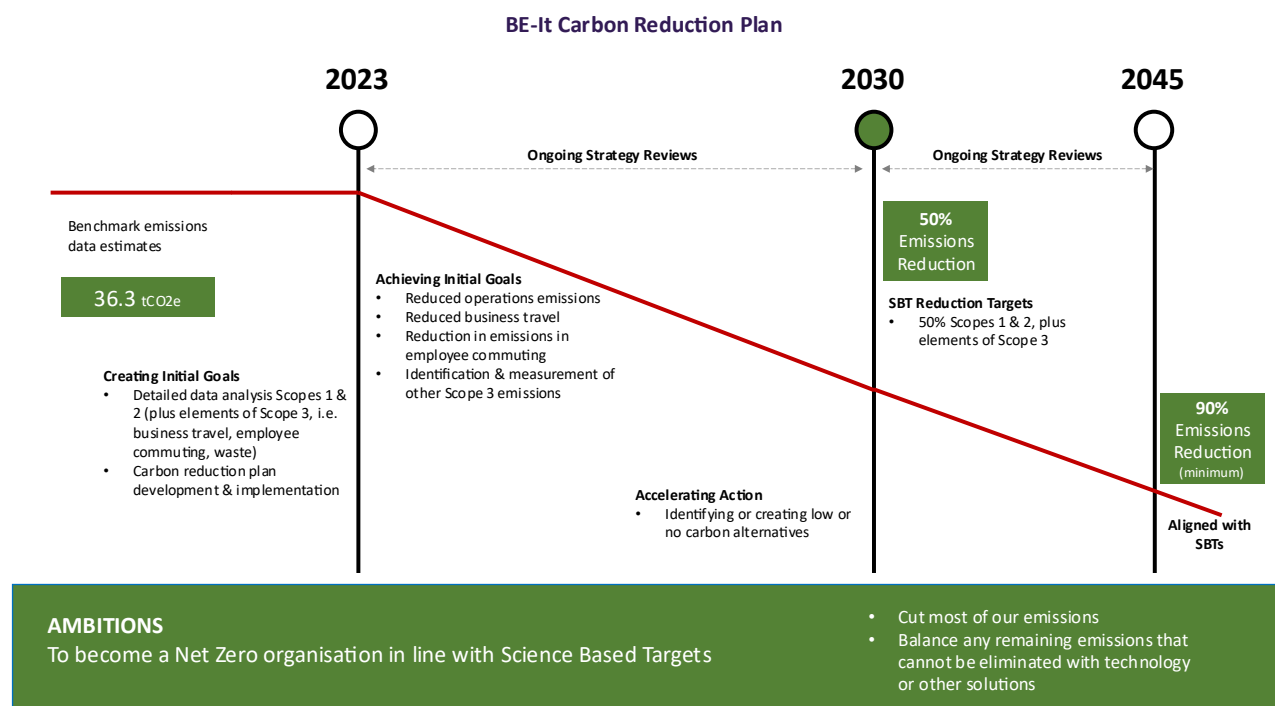 BE-It Carbon Reduction Plan
2023
2030
2045
Ongoing Strategy Reviews
Ongoing Strategy Reviews
Benchmark emissions
data estimates
36.3 tCO2e
Creating Initial Goals
• Detailed data analysis Scopes 1 &
2 (plus elements of Scope 3, i.e.
business travel, employee
commuting, waste)
• Carbon reduction plan
development & implementation
Achieving Initial Goals
• Reduced operations emissions
• Reduced business travel
• Reduction in emissions in
employee commuting
• Identification & measurement of
other Scope 3 emissions
Accelerating Action
• Identifying or creating low or
no carbon alternatives
50%
Emissions
Reduction
SBT Reduction Targets
• 50% Scopes 1 & 2, plus
elements of Scope 3
90%
Emissions
Reduction
(minimum)
Aligned with
SBTs
AMBITIONS
To become a Net Zero organisation in line with Science Based Targets
• Cut most of our emissions
• Balance any remaining emissions that
cannot be eliminated with technology
or other solutions